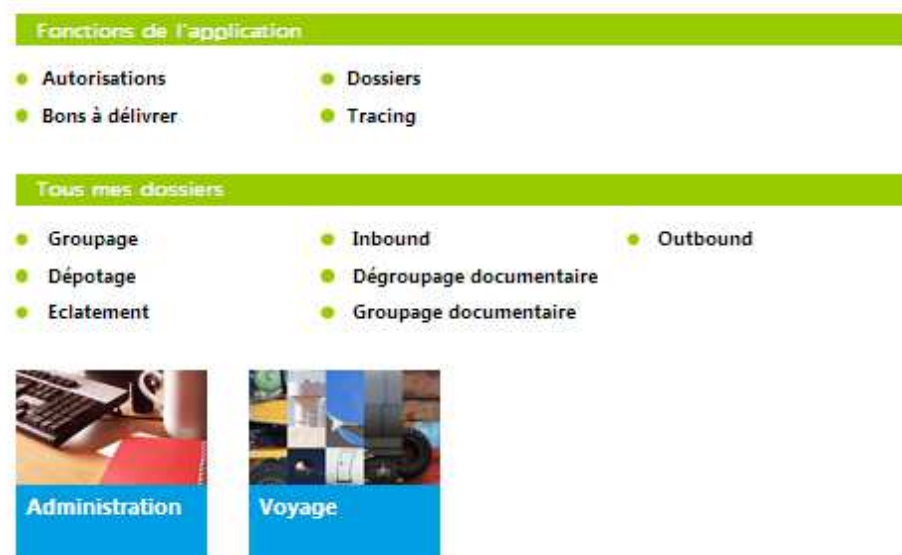 Fonctions de l'application
Autorisations Dossiers
Bons à délivrer Tracing
Tous mes dossiers
Groupage Inbound Outbound
Dépotage Dégroupage documentaire
Eclatement Groupage documentaire
Administration Voyage